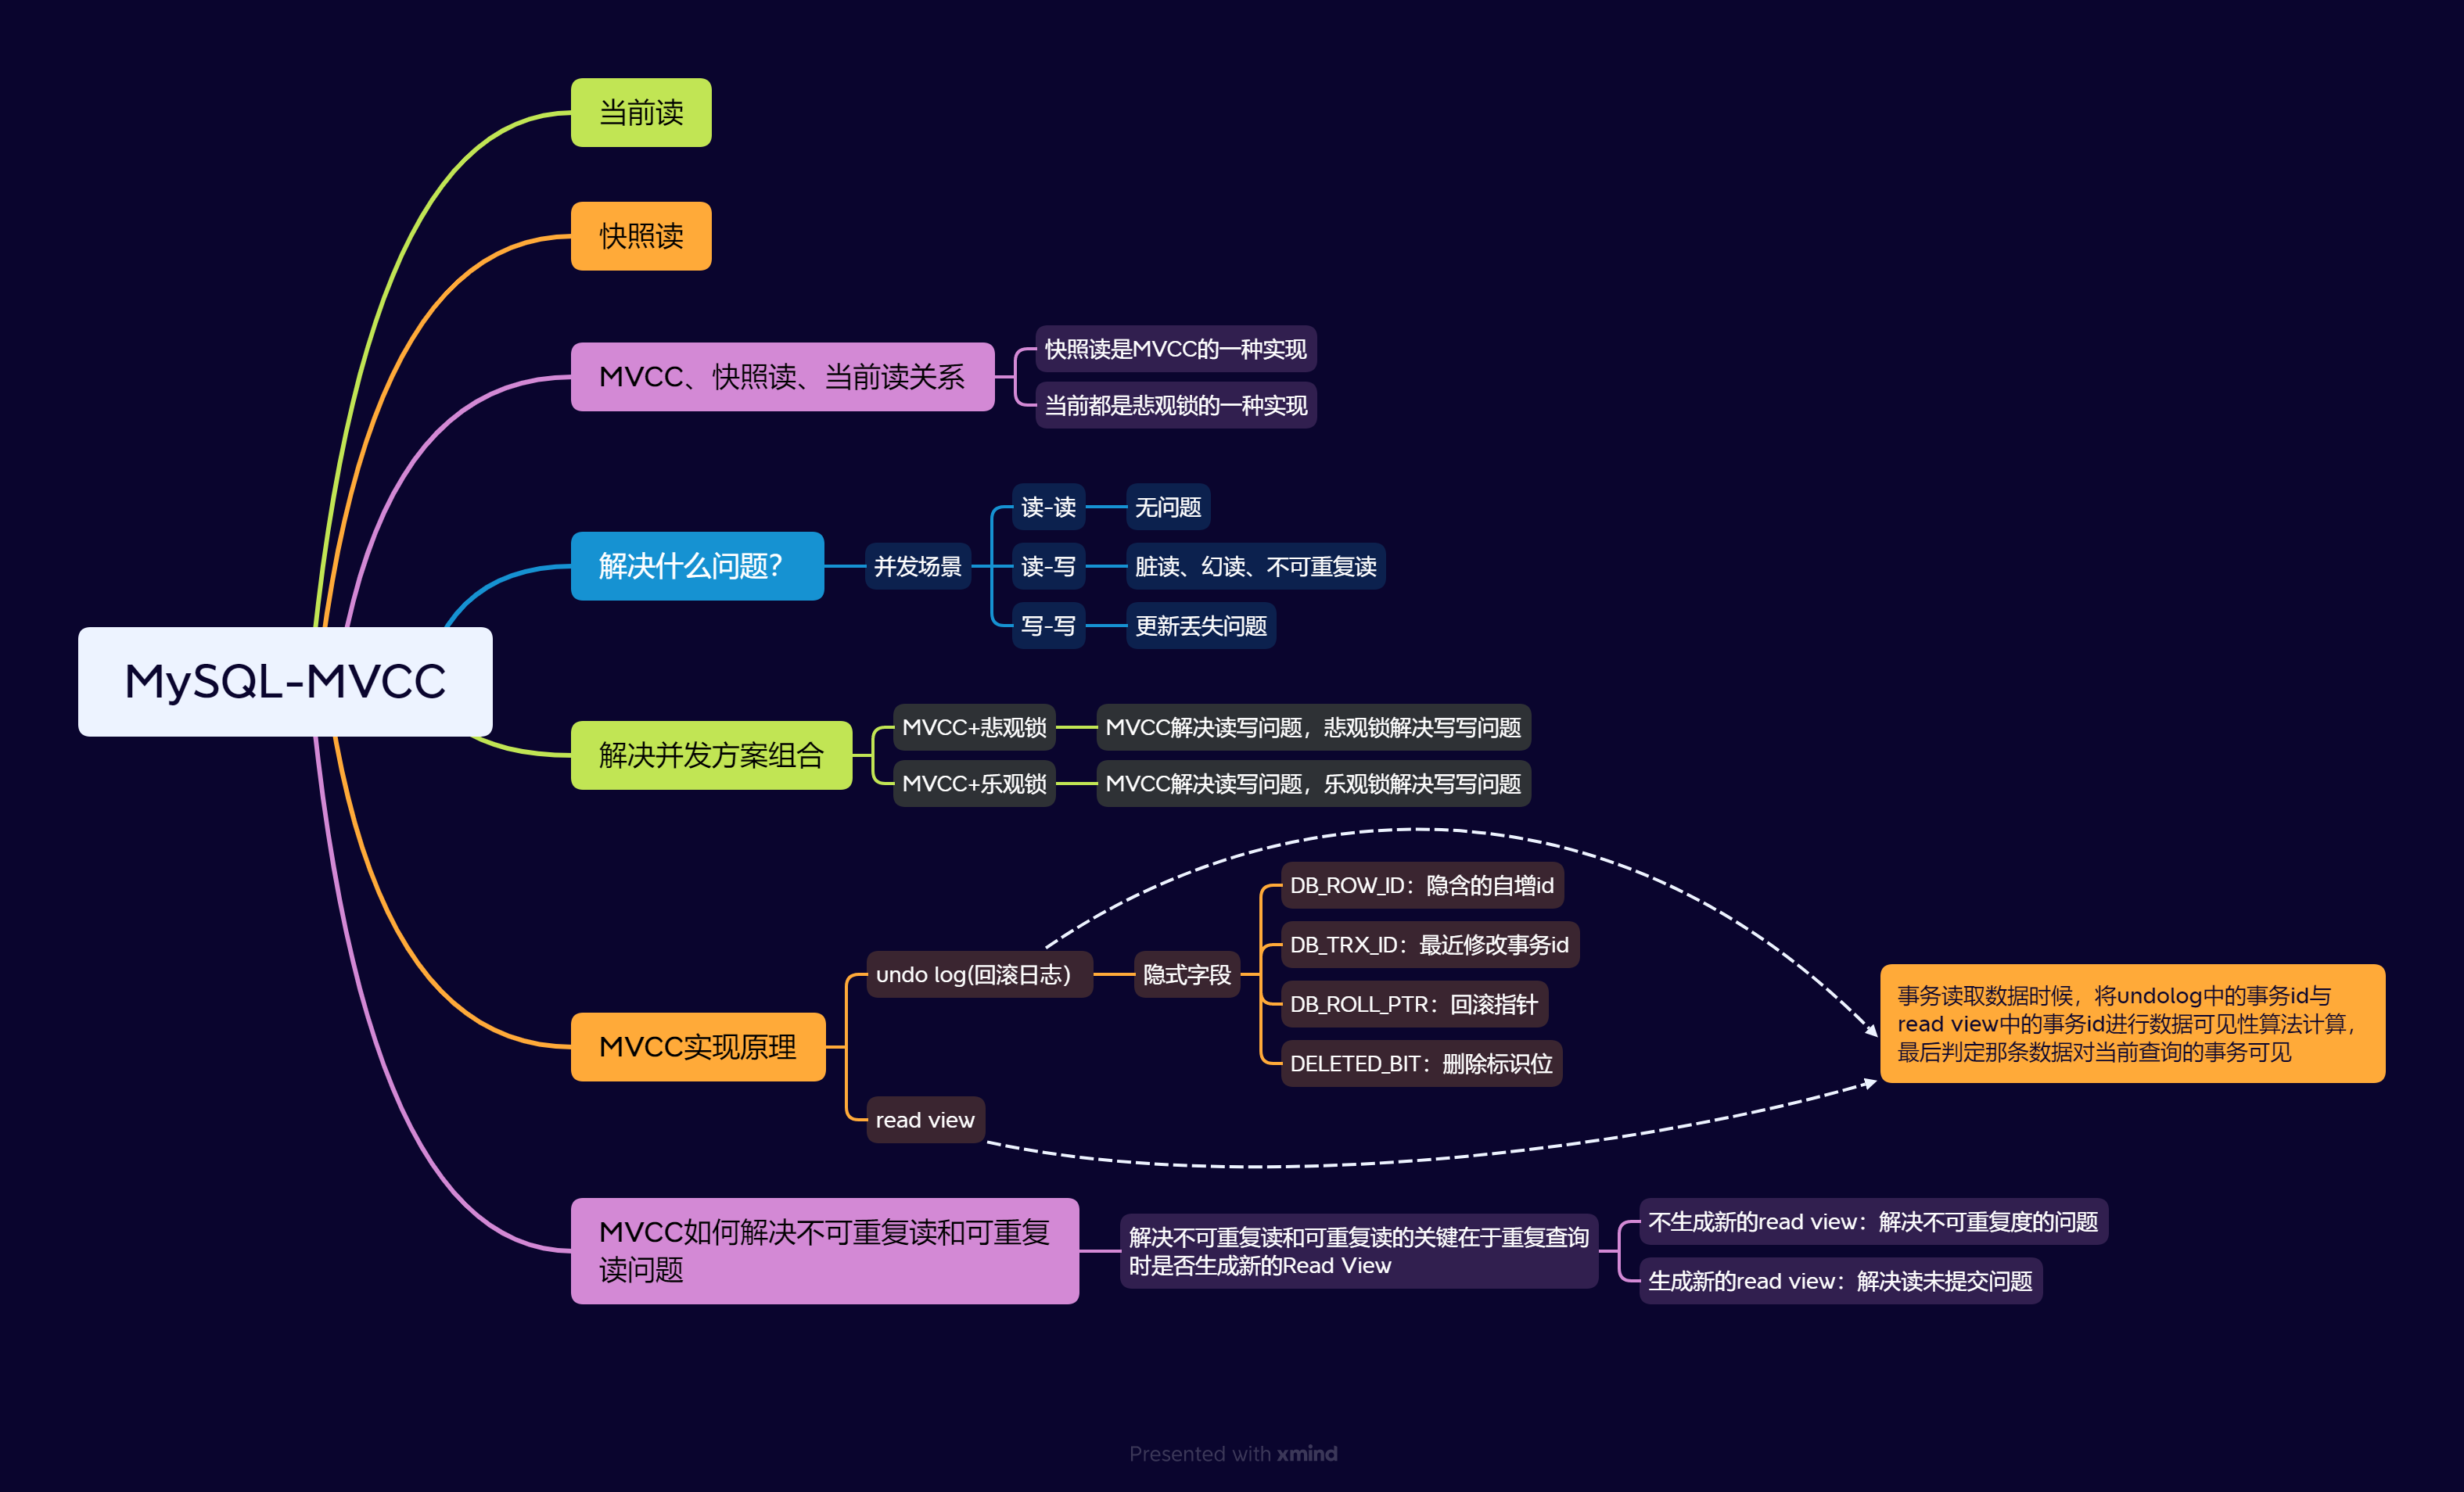 当前读
快照读
MVCC、快照读、当前读关系
快照读是MVCC的一种实现
当前都是悲观锁的一种实现
解决什么问题？
并发场景
读-读
无问题
读-写
脏读、幻读、不可重复读
写-写
更新丢失问题
MySQL-MVCC
解决并发方案组合
MVCC+悲观锁
MVCC解决读写问题，悲观锁解决写写问题
MVCC+乐观锁
MVCC解决读写问题，乐观锁解决写写问题
MVCC实现原理
undo log(回滚日志）
隐式字段
DB_ROW_ID：隐含的自增id
DB_TRX_ID：最近修改事务id
DB_ROLL_PTR：回滚指针
DELETED_BIT：删除标识位
read view
事务读取数据时候，将undolog中的事务id与
read view中的事务id进行数据可见性算法计算，
最后判定那条数据对当前查询的事务可见
MVCC如何解决不可重复读和可重复
读问题
解决不可重复读和可重复读的关键在于重复查询
时是否生成新的Read View
不生成新的read view：解决不可重复度的问题
生成新的read view：解决读未提交问题
Presented with xmind